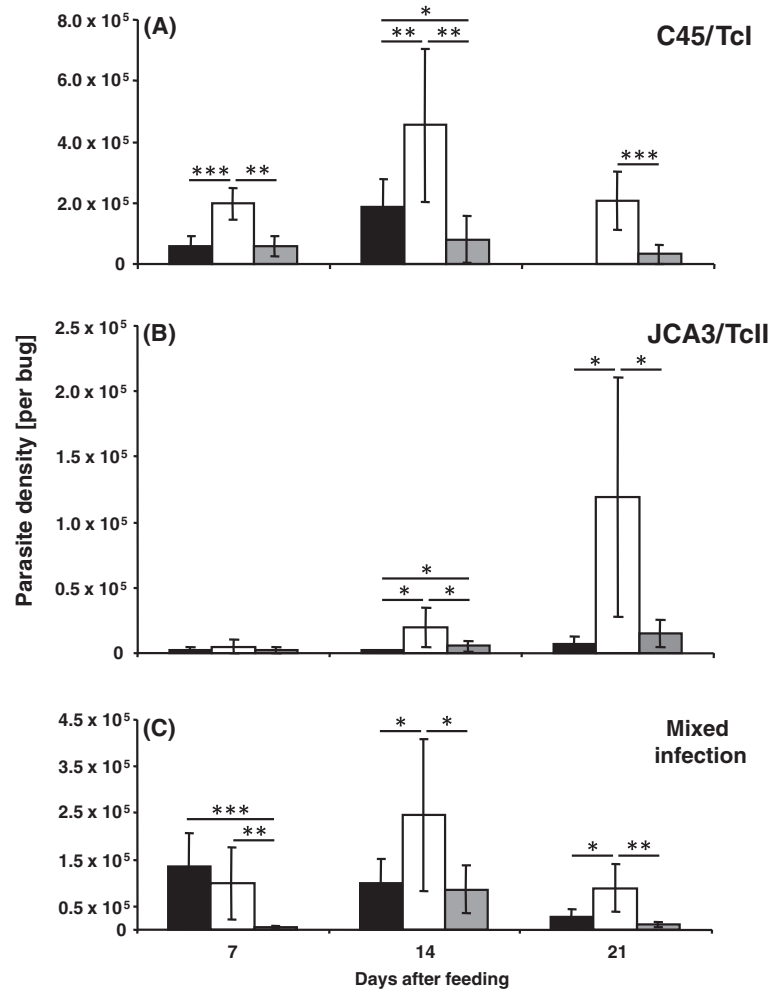 (A)
C45/TcI
8.0 x 10⁵
6.0 x 10⁵
4.0 x 10⁵
2.0 x 10⁵
0
*** **
*
** **
***
(B)
JCA3/TcII
2.5 x 10⁵
2.0 x 10⁵
1.5 x 10⁵
1.0 x 10⁵
0.5 x 10⁵
0
*
* *
* *
Parasite density [per bug]
(C)
Mixed
infection
4.5 x 10⁵
3.5 x 10⁵
2.5 x 10⁵
1.5 x 10⁵
0.5 x 10⁵
0
***
**
* *
* **
7 14 21
Days after feeding